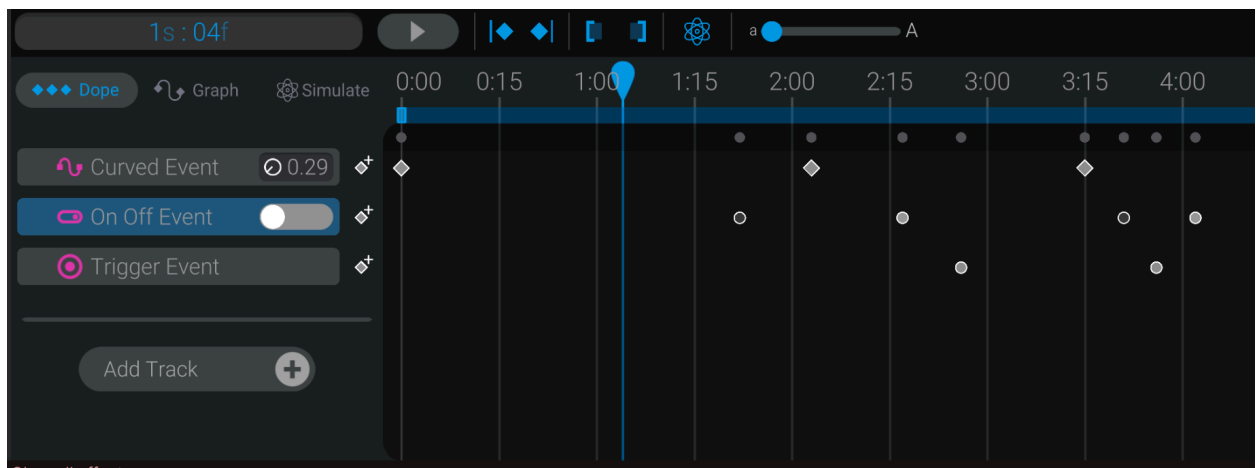 1s : 04f
a A
Dope Graph Simulate
0:00 0:15 1:00 1:15 2:00 2:15 3:00 3:15 4:00
Curved Event 0.29
On Off Event
Trigger Event
Add Track